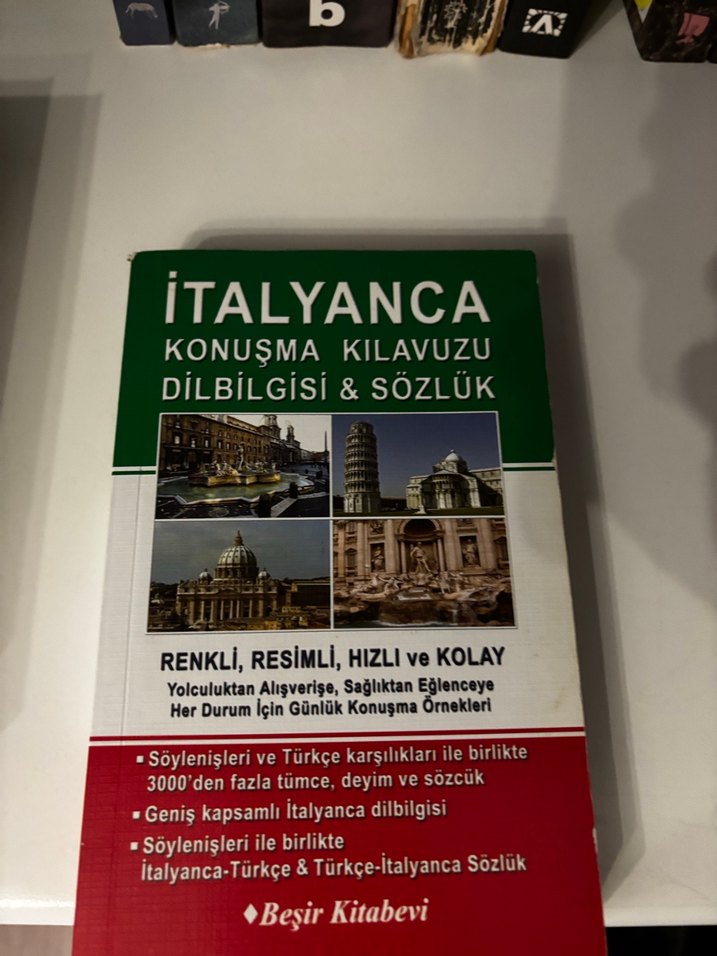 b
V
İTALYANCA
KONUŞMA KILAVUZU
DİLBİLGİSİ & SÖZLÜK
RENKLİ, RESİMLİ, HIZLI ve KOLAY
Yolculuktan Alışverişe, Sağlıktan Eğlenceye
Her Durum İçin Günlük Konuşma Örnekleri
▪ Söylenişleri ve Türkçe karşılıkları ile birlikte
3000'den fazla tümce, deyim ve sözcük
▪ Geniş kapsamlı İtalyanca dilbilgisi
▪ Söylenişleri ile birlikte
İtalyanca-Türkçe & Türkçe-İtalyanca Sözlük
♦Beşir Kitabevi